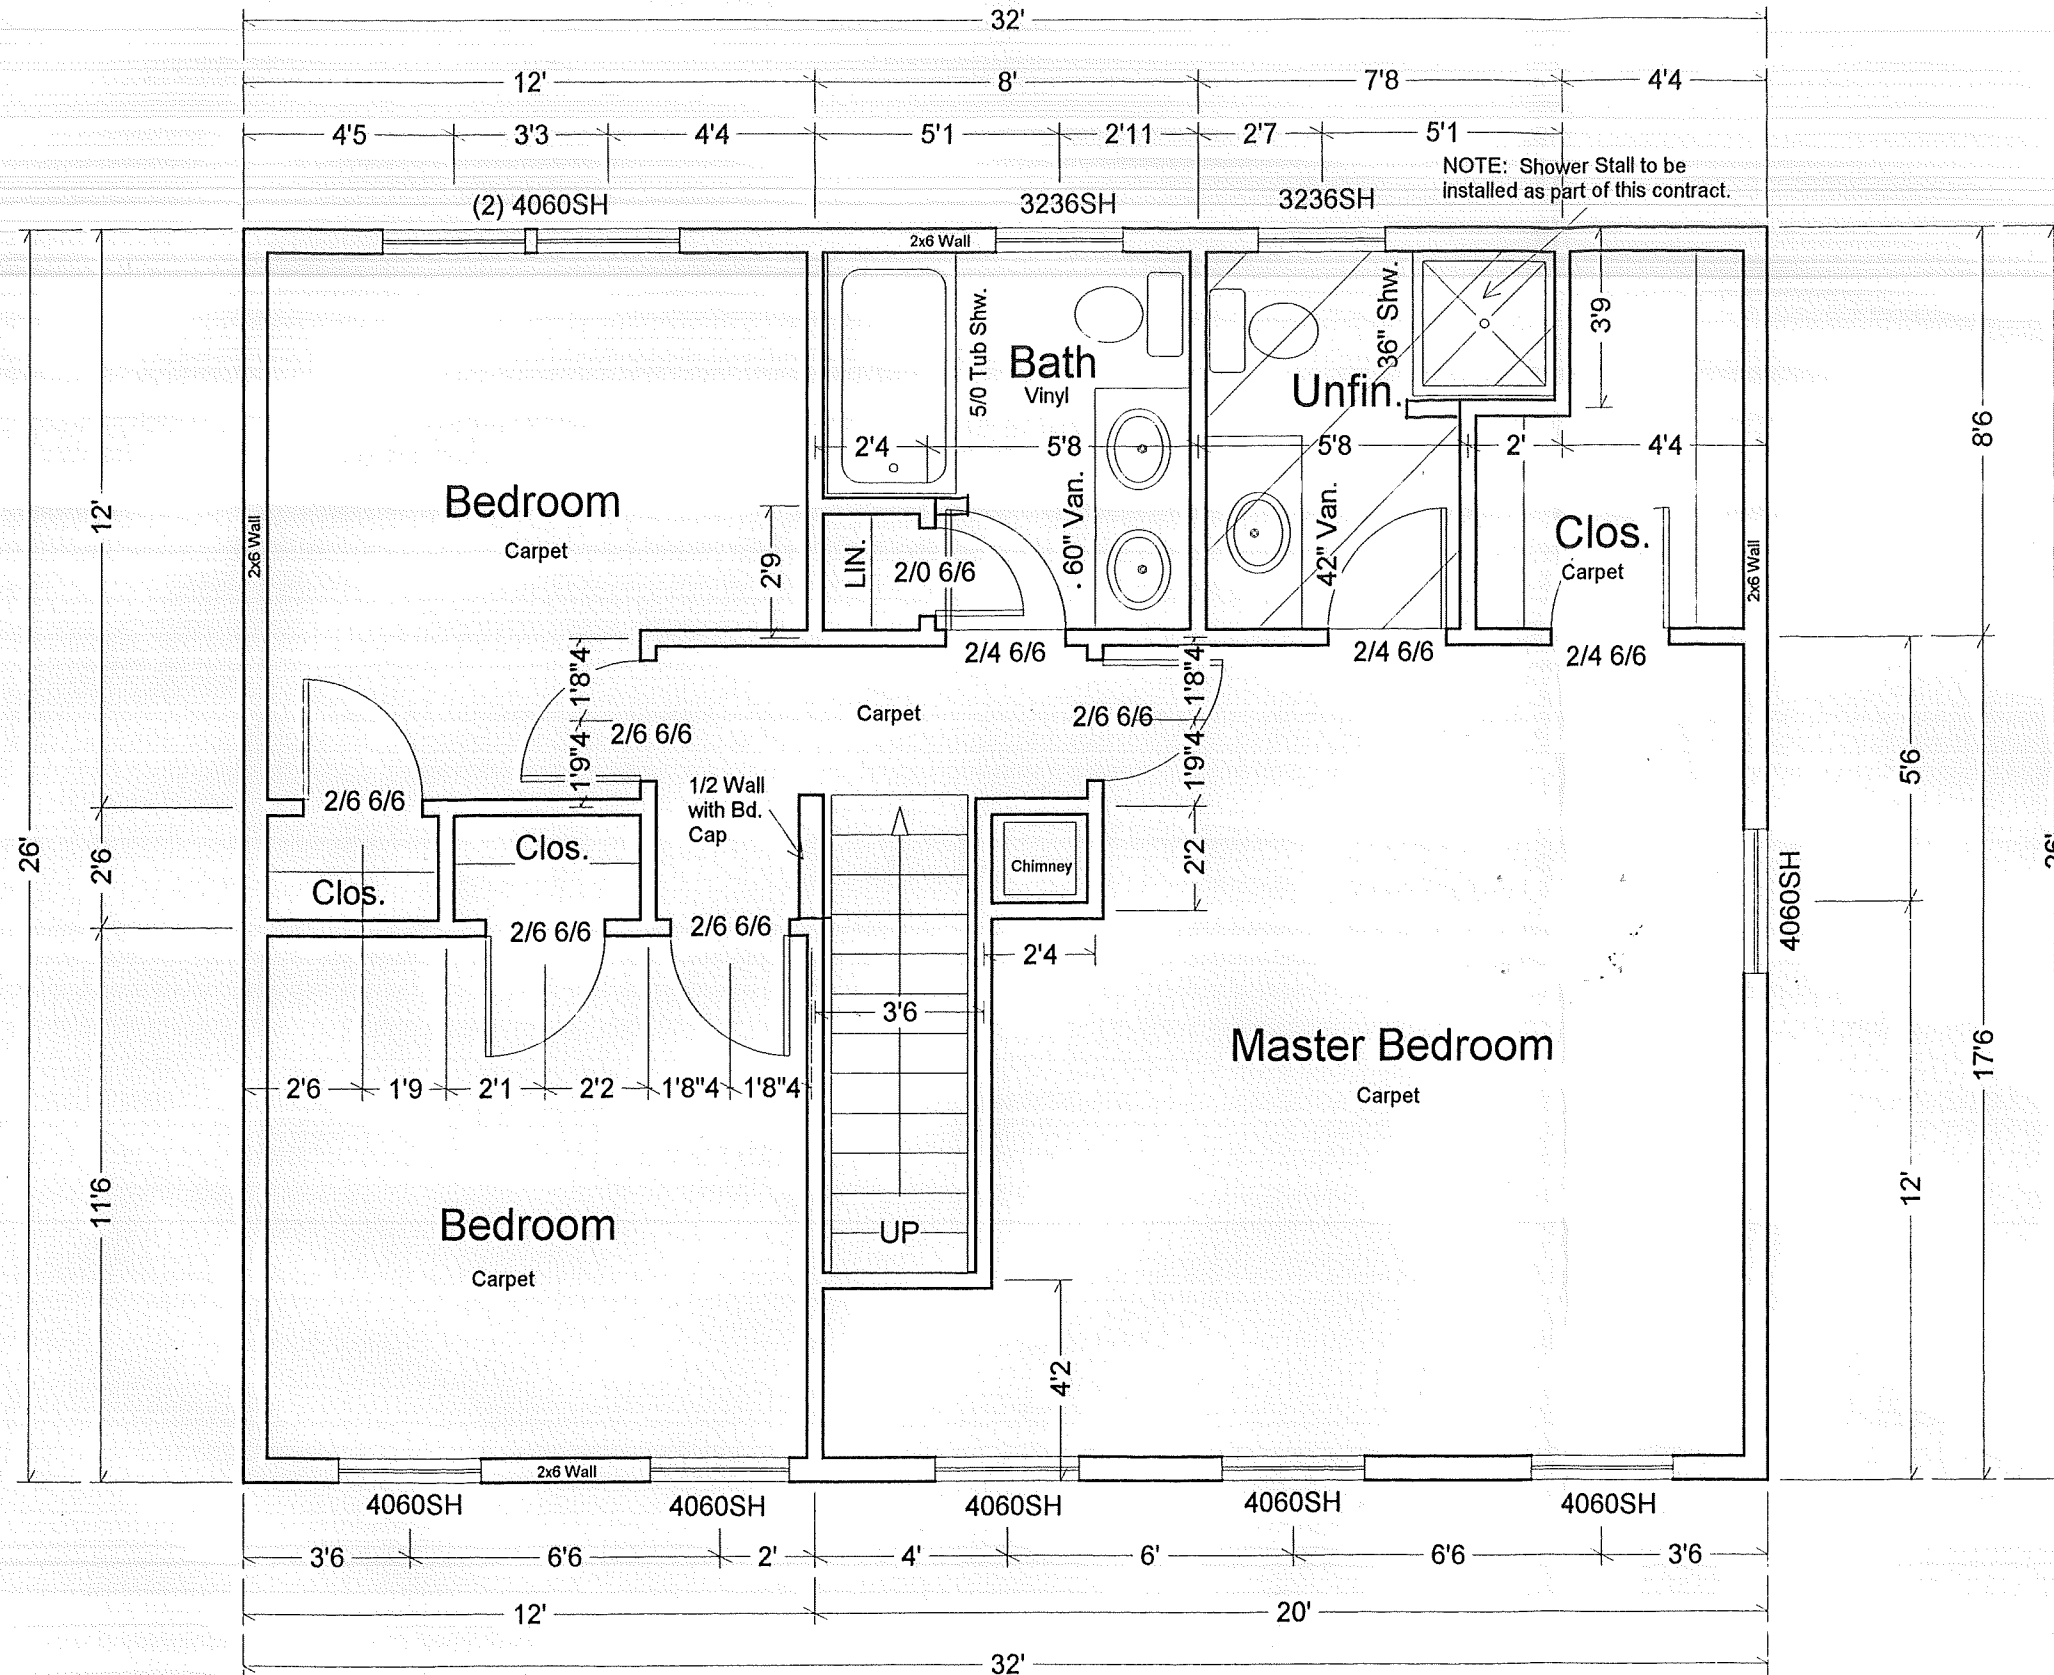 32'
12' 8' 7'8 4'4
4'5 3'3 4'4 5'1 2'11 2'7 5'1
NOTE: Shower Stall to be
installed as part of this contract.
(2) 4060SH 3236SH 3236SH
2x6 Wall
5/0 Tub Shw.
36" Shw.
3'9
Bath
Vinyl
Unfin.
8'6
2'4 5'8 5'8 2' 4'4
Bedroom
Carpet
12'
2x6 Wall
60" Van.
42" Van.
Clos.
Carpet
2x6 Wall
2'9
LIN.
2/0 6/6
2/4 6/6 2/4 6/6 2/4 6/6
1'8"4
1'9"4
2/6 6/6
Carpet
2/6 6/6
1'8"4
1'9"4
5'6
2/6 6/6
1/2 Wall
with Bd.
Cap
26'
2'6
Clos.
Clos.
Chimney
2'2
4060SH
26'
2/6 6/6 2/6 6/6
2'4
3'6
Master Bedroom
Carpet
17'6
2'6 1'9 2'1 2'2 1'8"4 1'8"4
11'6
12'
Bedroom
Carpet
UP
4'2
2x6 Wall
4060SH 4060SH 4060SH 4060SH 4060SH
3'6 6'6 2' 4' 6' 6'6 3'6
12' 20'
32'